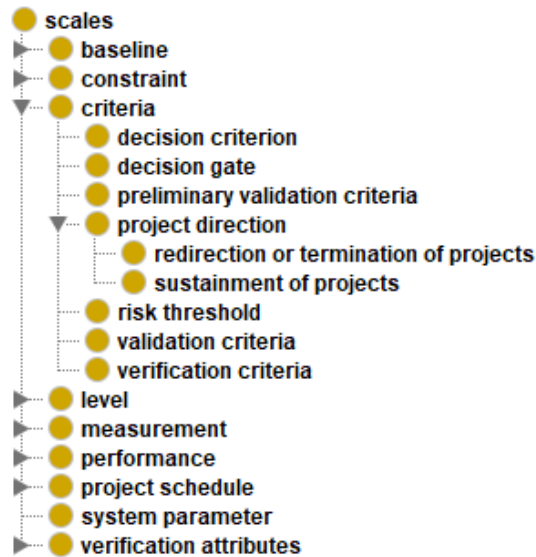 scales
baseline
constraint
criteria
decision criterion
decision gate
preliminary validation criteria
project direction
redirection or termination of projects
sustainment of projects
risk threshold
validation criteria
verification criteria
level
measurement
performance
project schedule
system parameter
verification attributes